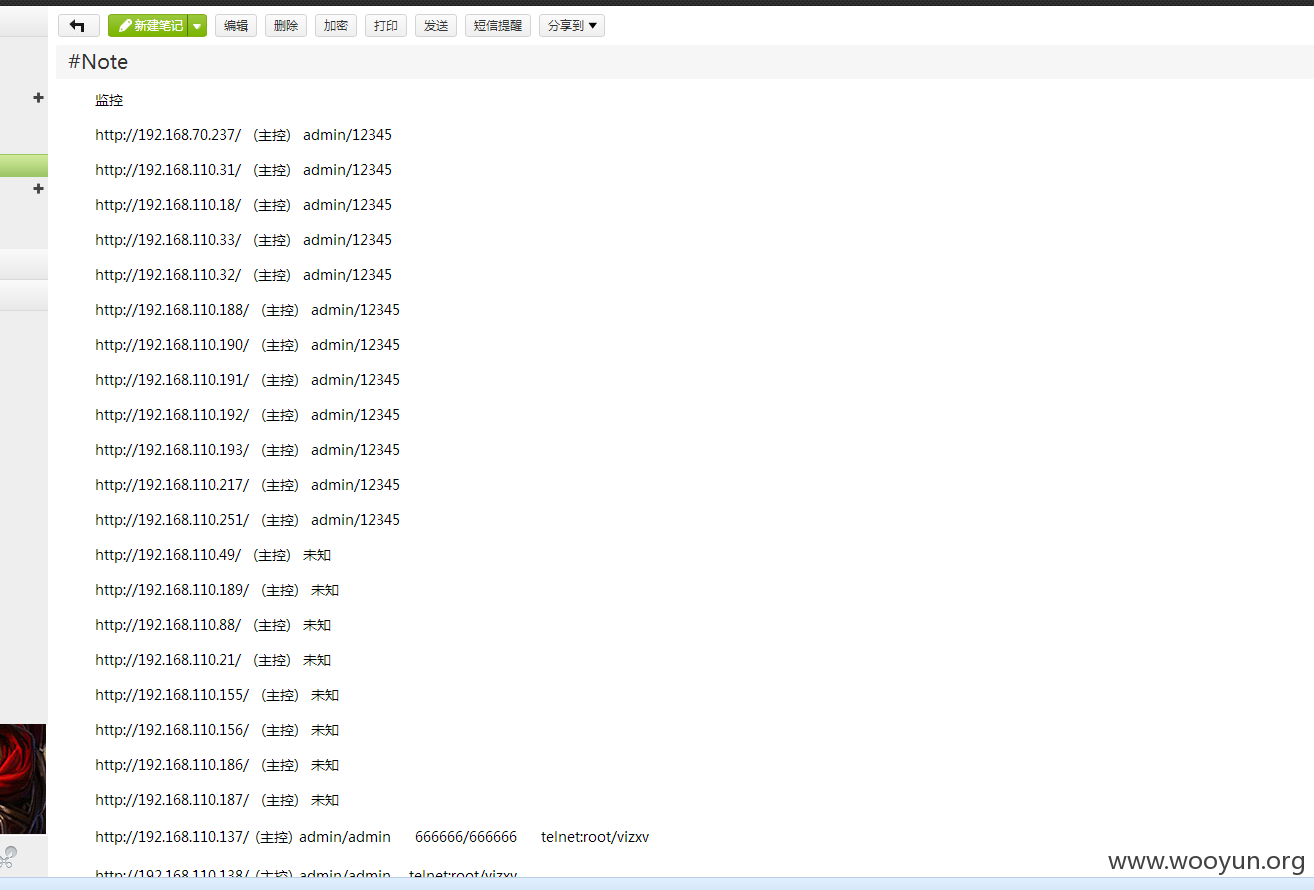 新建笔记 编辑 删除 加密 打印 发送 短信提醒 分享到
#Note
监控
http://192.168.70.237/ (主控) admin/12345
http://192.168.110.31/ (主控) admin/12345
http://192.168.110.18/ (主控) admin/12345
http://192.168.110.33/ (主控) admin/12345
http://192.168.110.32/ (主控) admin/12345
http://192.168.110.188/ (主控) admin/12345
http://192.168.110.190/ (主控) admin/12345
http://192.168.110.191/ (主控) admin/12345
http://192.168.110.192/ (主控) admin/12345
http://192.168.110.193/ (主控) admin/12345
http://192.168.110.217/ (主控) admin/12345
http://192.168.110.251/ (主控) admin/12345
http://192.168.110.49/ (主控) 未知
http://192.168.110.189/ (主控) 未知
http://192.168.110.88/ (主控) 未知
http://192.168.110.21/ (主控) 未知
http://192.168.110.155/ (主控) 未知
http://192.168.110.156/ (主控) 未知
http://192.168.110.186/ (主控) 未知
http://192.168.110.187/ (主控) 未知
http://192.168.110.137/ (主控) admin/admin 666666/666666 telnet:root/vizxv
http://192.168.110.138/ (主控) admin/admin telnet:root/vizxv
www.wooyun.org